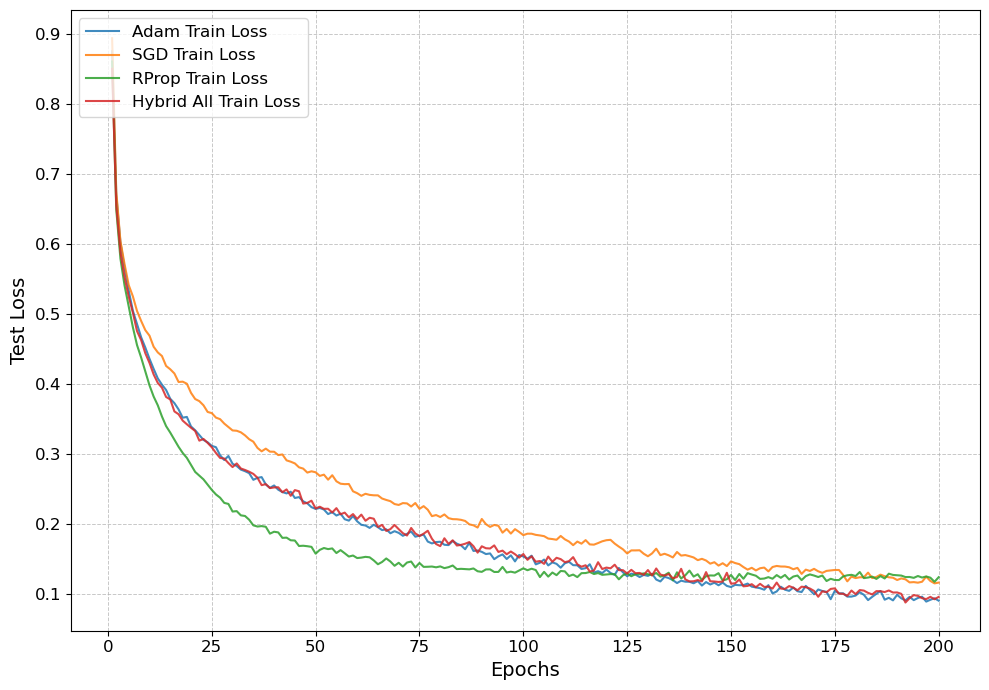 Adam Train Loss
SGD Train Loss
RProp Train Loss
Hybrid All Train Loss
0.9
0.8
0.7
0.6
0.5
0.4
0.3
0.2
0.1
Test Loss
0 25 50 75 100 125 150 175 200
Epochs